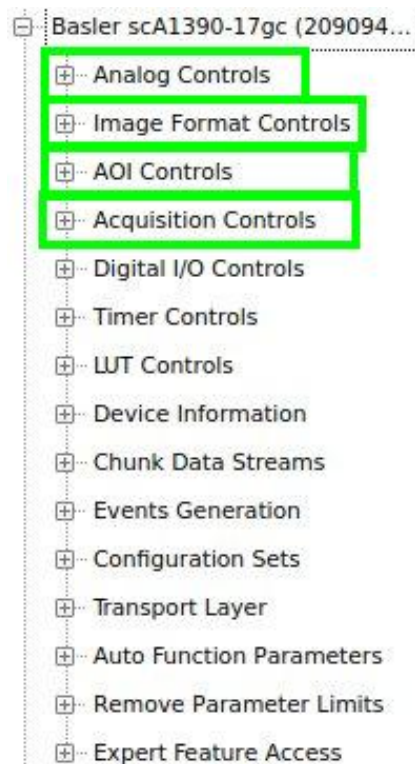 Basler scA1390-17gc (209094...
Analog Controls
Image Format Controls
AOI Controls
Acquisition Controls
Digital I/O Controls
Timer Controls
LUT Controls
Device Information
Chunk Data Streams
Events Generation
Configuration Sets
Transport Layer
Auto Function Parameters
Remove Parameter Limits
Expert Feature Access